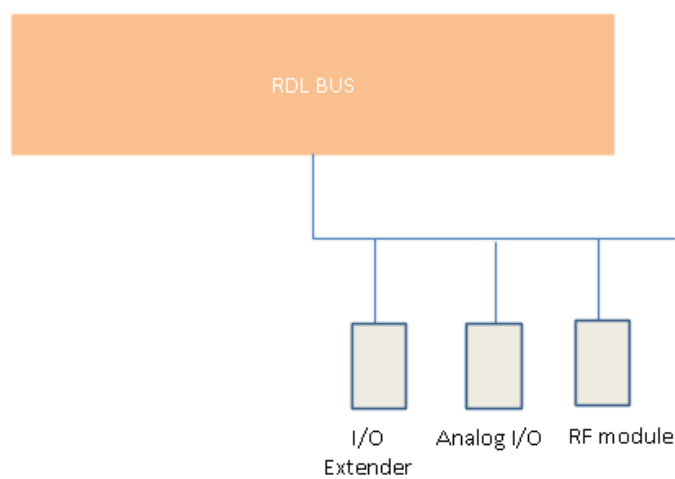 RDL BUS
I/O
Extender
Analog I/O
RF module